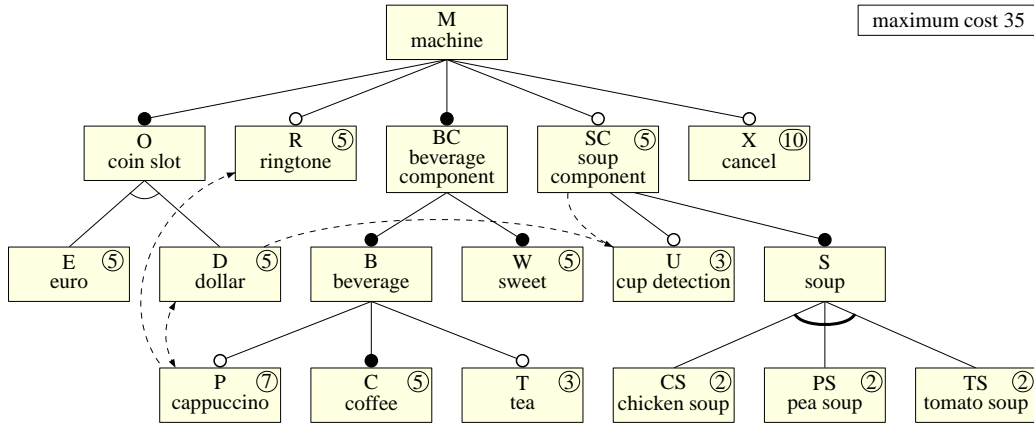 M
machine
maximum cost 35
O
coin slot
R 5
ringtone
BC
beverage
component
SC 5
soup
component
X 10
cancel
E 5
euro
D 5
dollar
B
beverage
W 5
sweet
U 3
cup detection
S
soup
P 7
cappuccino
C 5
coffee
T 3
tea
CS 2
chicken soup
PS 2
pea soup
TS 2
tomato soup